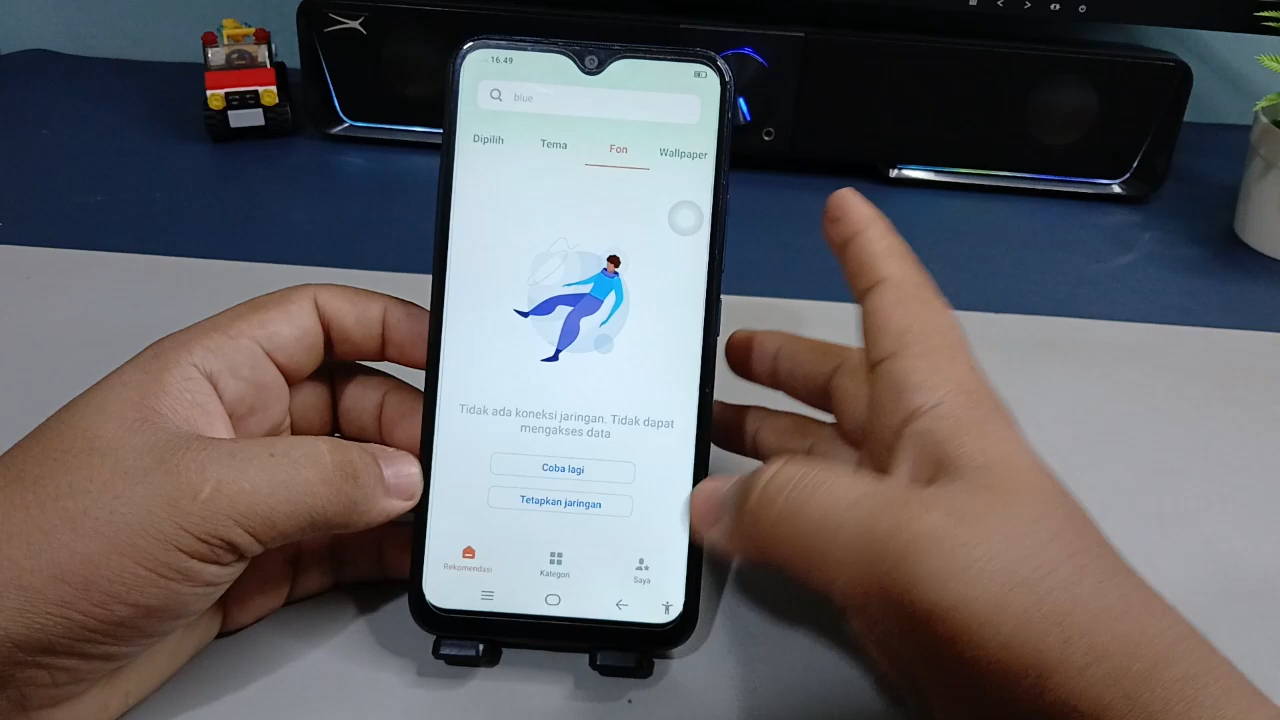 16.49
blue
Dipilih
Tema
Fon
Wallpaper
Tidak ada koneksi jaringan. Tidak dapat
mengakses data
Coba lagi
Tetapkan jaringan
Rekomendasi
Kategori
Saya